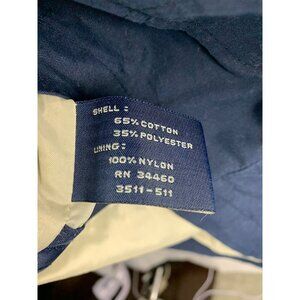 SHELL :
65% COTTON
35% POLYESTER
LINING:
100% NYLON
RN 34460
3511-511